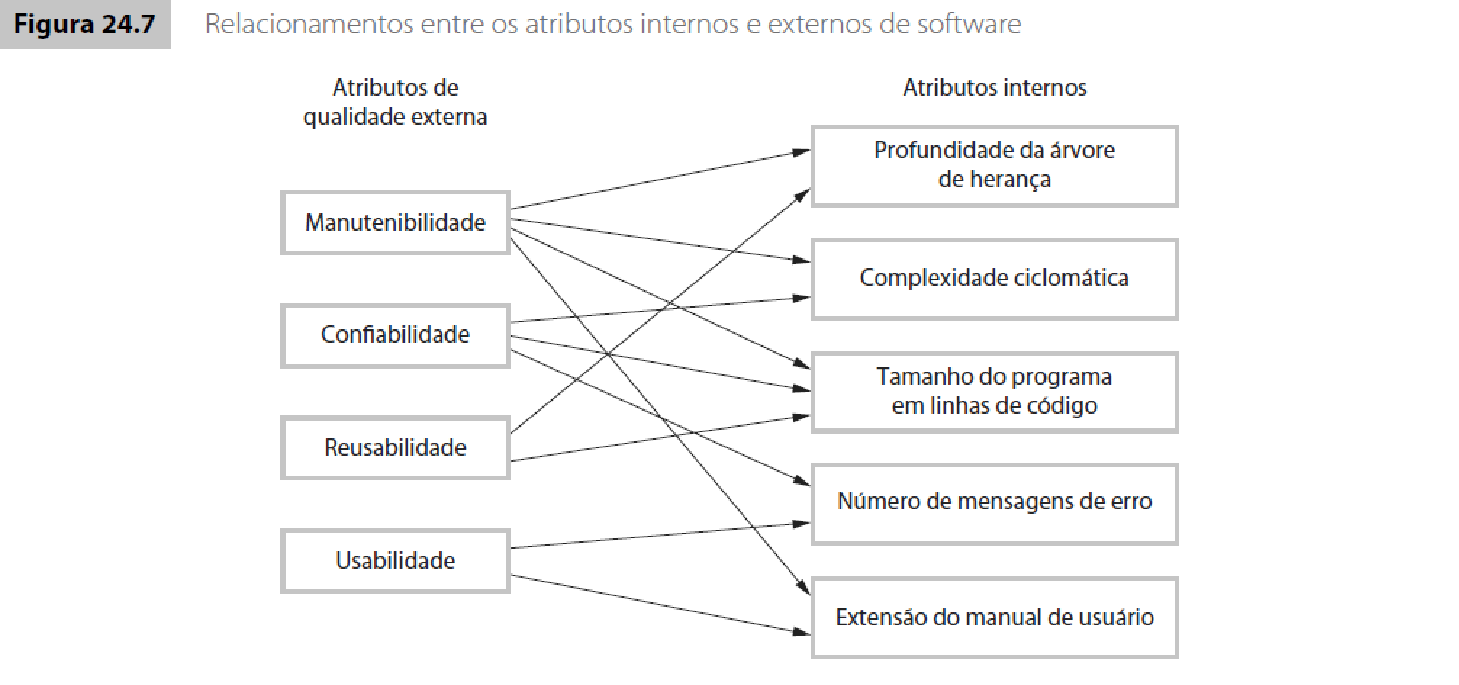 Figura 24.7 Relacionamentos entre os atributos internos e externos de software
Atributos de
qualidade externa
Atributos internos
Manutenibilidade
Confiabilidade
Reusabilidade
Usabilidade
Profundidade da árvore
de herança
Complexidade ciclomática
Tamanho do programa
em linhas de código
Número de mensagens de erro
Extensão do manual de usuário